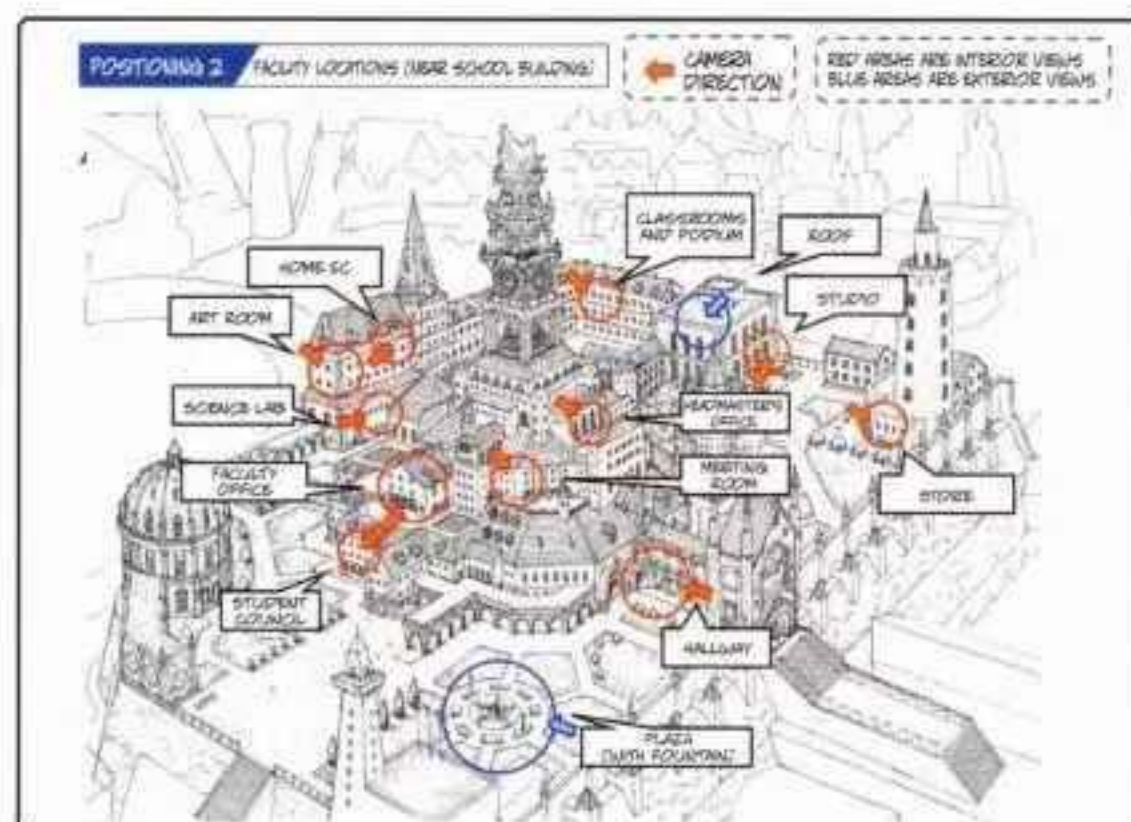 POSITIONING 2
FACILITY LOCATIONS (NEAR SCHOOL BUILDING)
CAMERA
DIRECTION
RED AREAS ARE INTERIOR VIEWS
BLUE AREAS ARE EXTERIOR VIEWS
CLASSROOMS
AND PODIUM
ROOF
HOME EC
STUDIO
ART ROOM
SCIENCE LAB
HEADMASTER'S
OFFICE
FACULTY
OFFICE
MEETING
ROOM
STORE
STUDENT
COUNCIL
HALLWAY
PLAZA
(WITH FOUNTAIN)